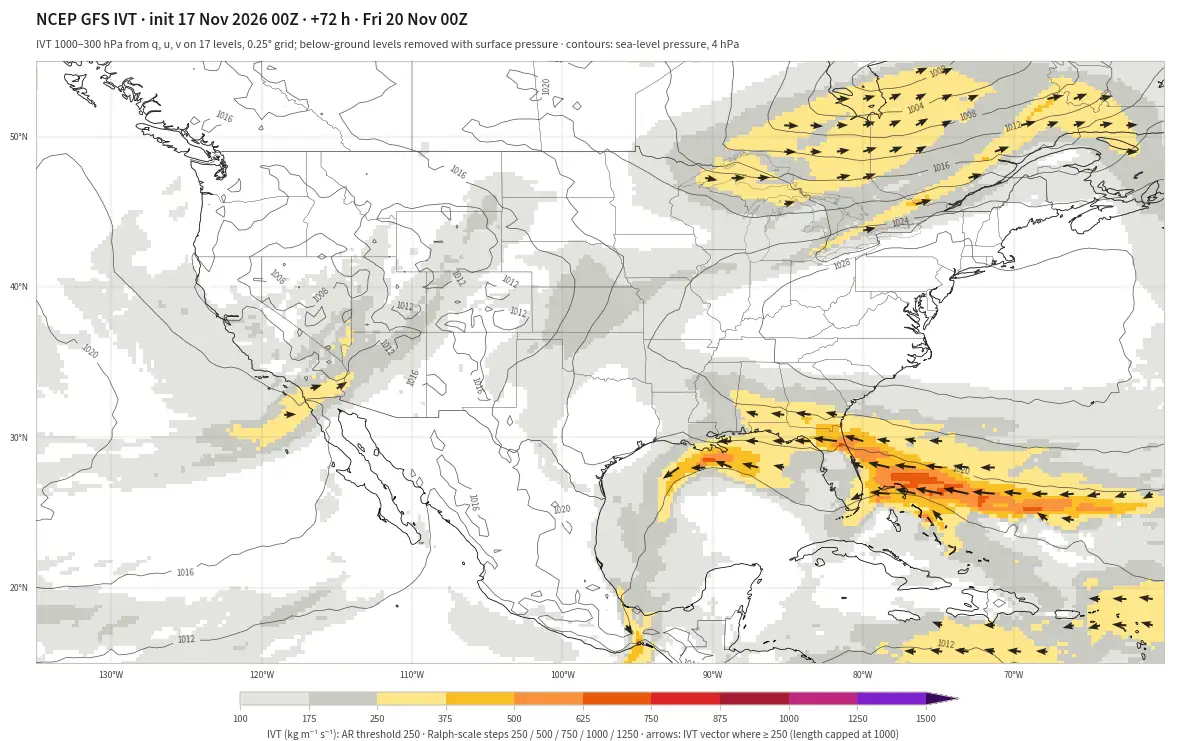 NCEP GFS IVT · init 17 Nov 2026 00Z · +72 h · Fri 20 Nov 00Z
IVT 1000–300 hPa from q, u, v on 17 levels, 0.25° grid; below-ground levels removed with surface pressure · contours: sea-level pressure, 4 hPa
1008
1020
1004
1016
1008
1012
50°N
1016
1016
1024
1028
1008
1012
1012
40°N
1008
1012
1012
1012
1020
1016
1016
30°N
1020
1016
1020
1016
20°N
1012
1012
130°W
120°W
110°W
100°W
90°W
80°W
70°W
100
175
250
375
500
625
750
875
1000
1250
1500
IVT (kg m⁻¹ s⁻¹): AR threshold 250 · Ralph-scale steps 250 / 500 / 750 / 1000 / 1250 · arrows: IVT vector where ≥ 250 (length capped at 1000)